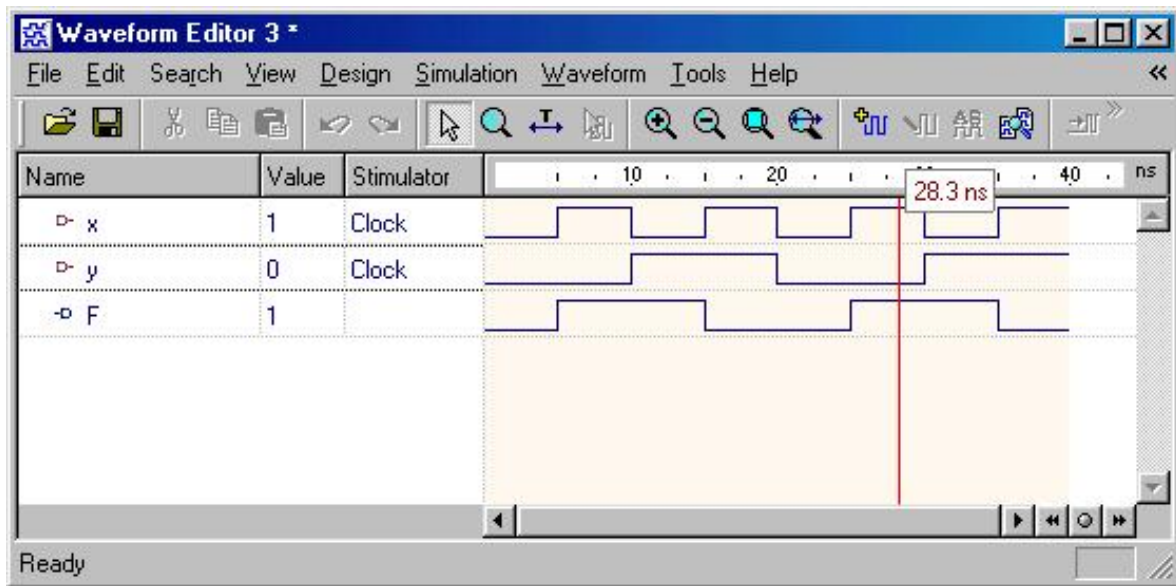 Waveform Editor 3 *
File Edit Search View Design Simulation Waveform Tools Help
Name Value Stimulator 10 20 40 ns
28.3 ns
x 1 Clock
y 0 Clock
F 1
Ready